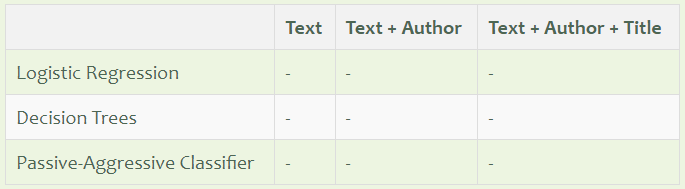 Text Text + Author Text + Author + Title
Logistic Regression - - -
Decision Trees - - -
Passive-Aggressive Classifier - - -